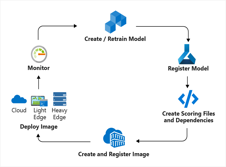 Create / Retrain Model
Monitor
Register Model
Cloud
Light
Edge
Heavy
Edge
Create Scoring Files
and Dependencies
Deploy Image
Create and Register Image